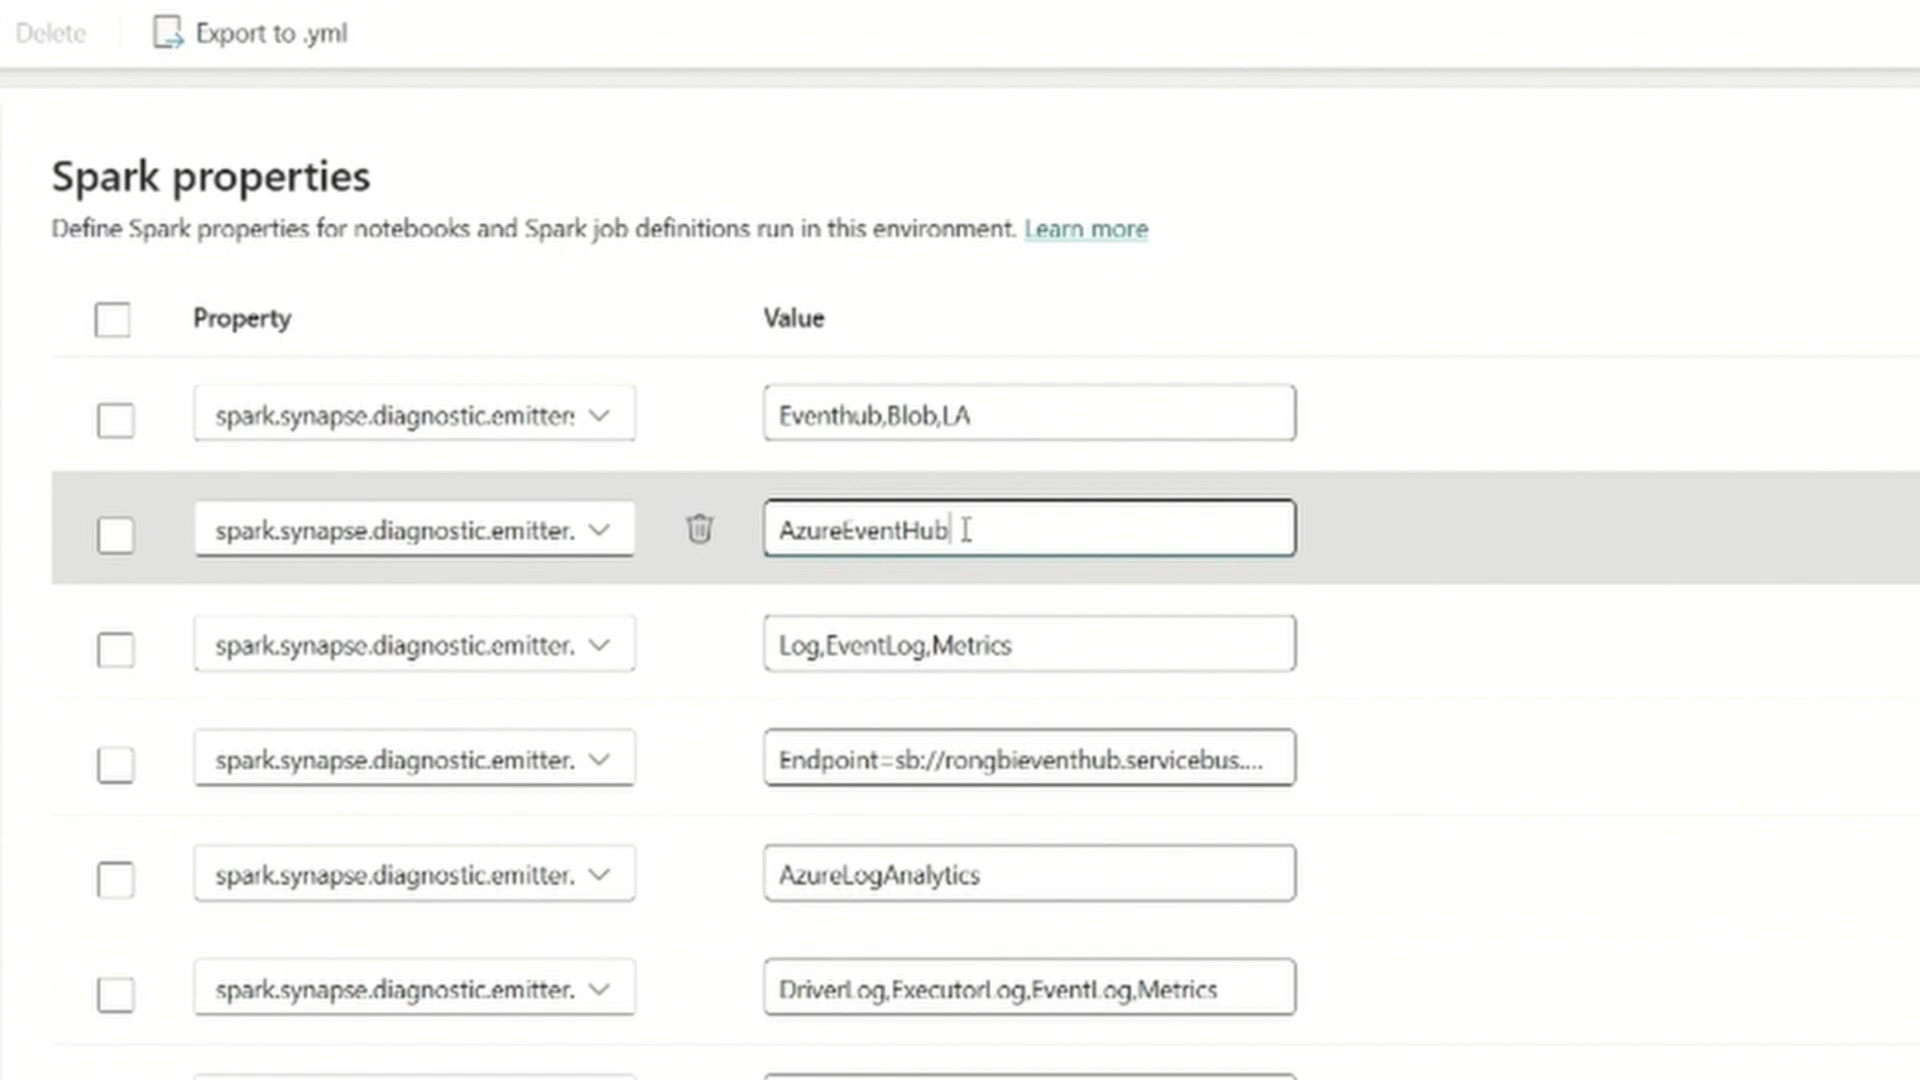 Delete
Export to .yml
Spark properties
Define Spark properties for notebooks and Spark job definitions run in this environment. Learn more
Property Value
spark.synapse.diagnostic.emitter: Eventhub,Blob,LA
spark.synapse.diagnostic.emitter. AzureEventHub
spark.synapse.diagnostic.emitter. Log,EventLog,Metrics
spark.synapse.diagnostic.emitter. Endpoint=sb://rongbieventhub.servicebus....
spark.synapse.diagnostic.emitter. AzureLogAnalytics
spark.synapse.diagnostic.emitter. DriverLog,ExecutorLog,EventLog,Metrics